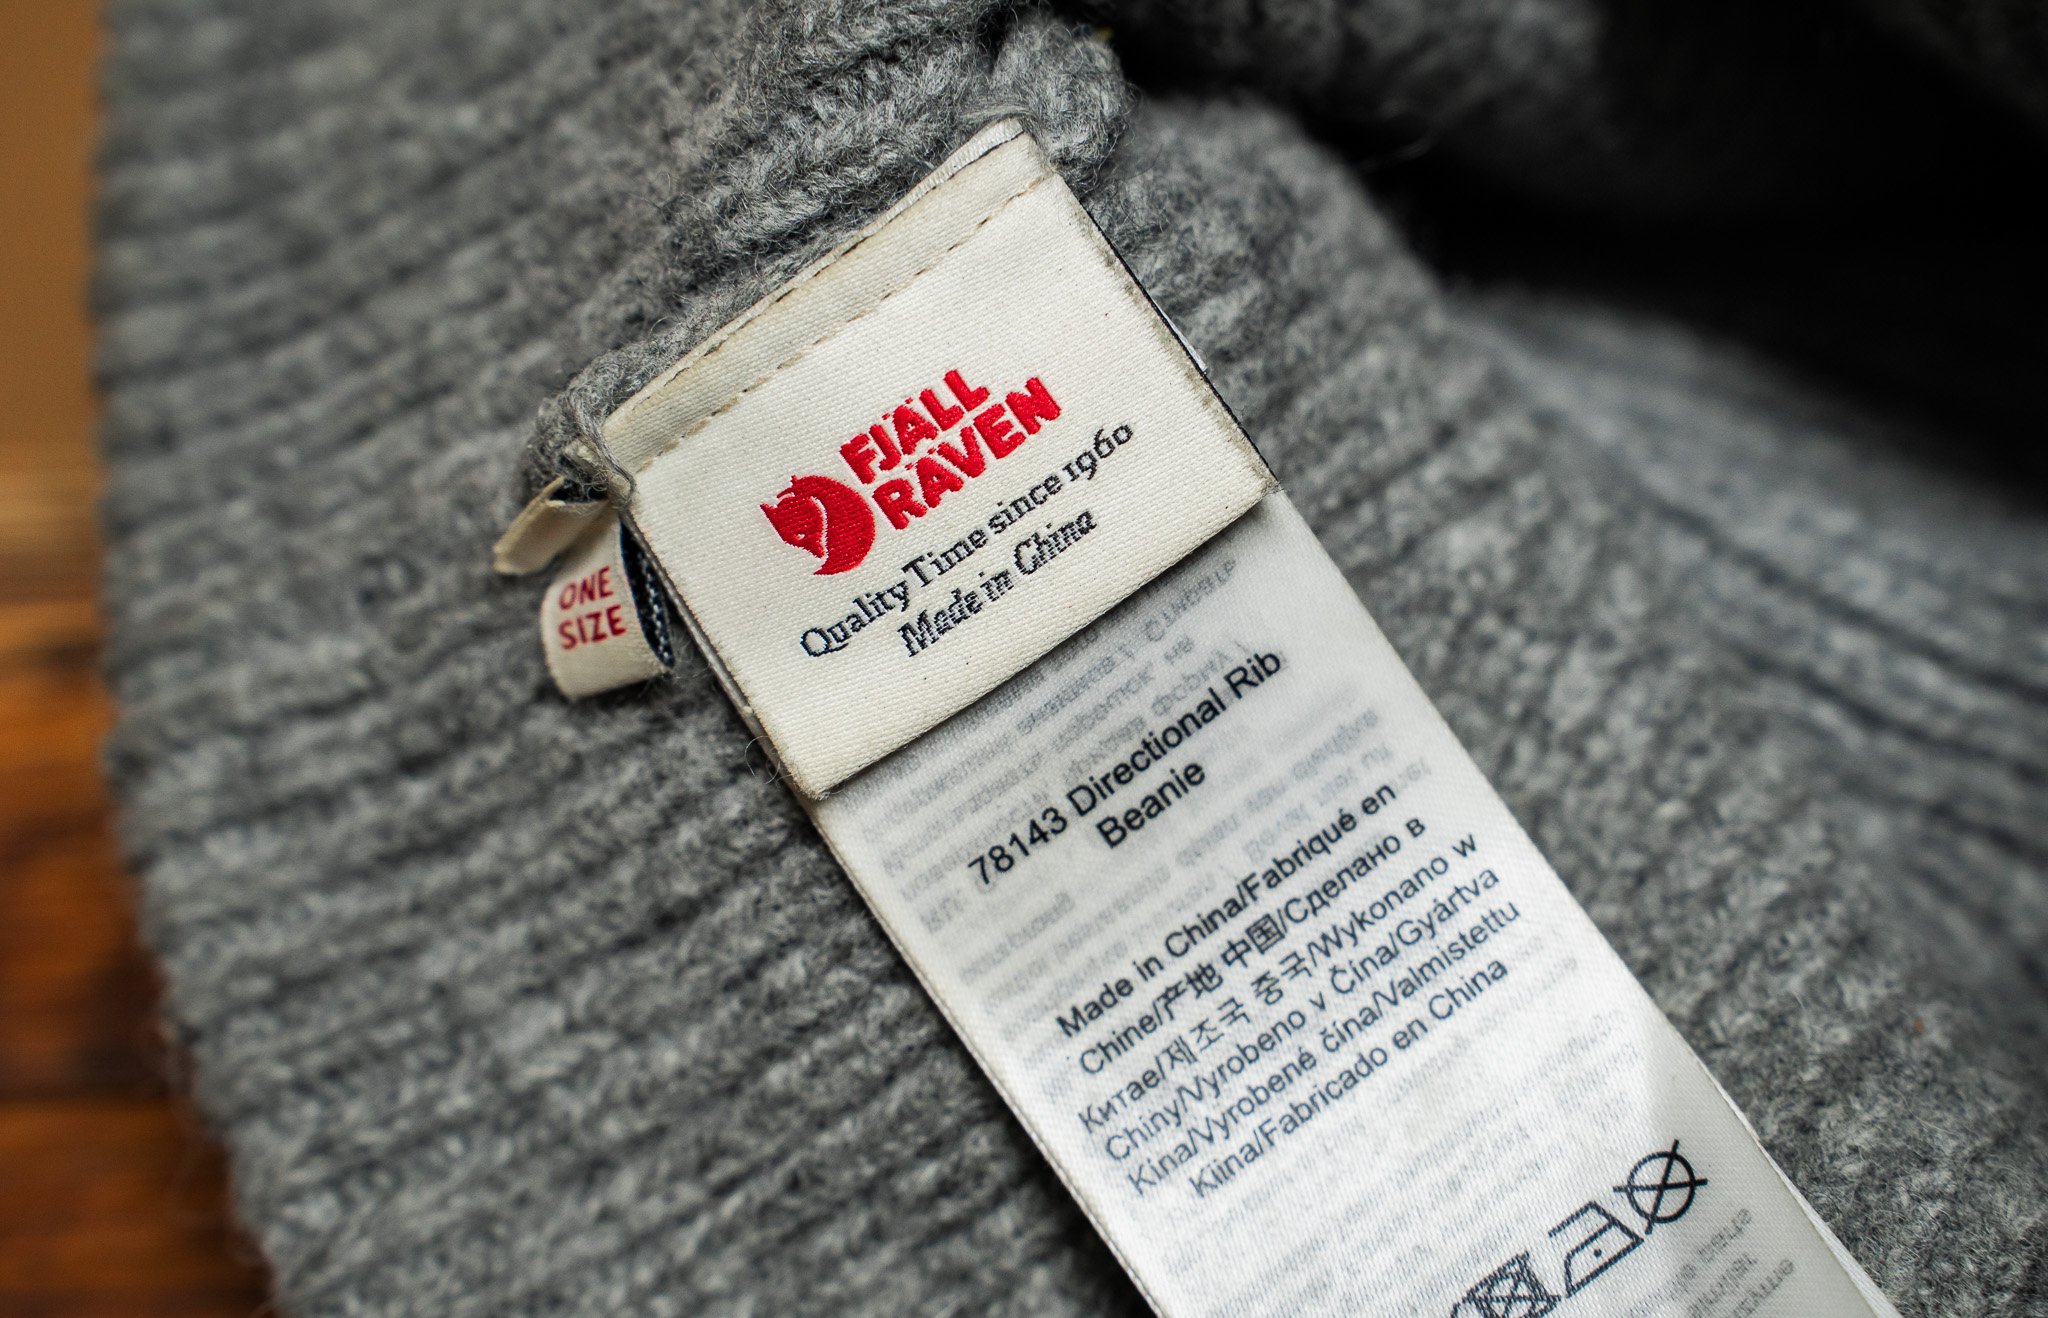 FJÄLL
RÄVEN
Quality Time since 1960
Made in China
ONE
SIZE
78143 Directional Rib
Beanie
Made in China/Fabriqué en
Chine/产地 中国/Сделано в
Китае/제조국 중국/Wykonano w
Chiny/Vyrobeno v Čína/Gyártva
Kína/Vyrobené čína/Valmistettu
Kiina/Fabricado en China